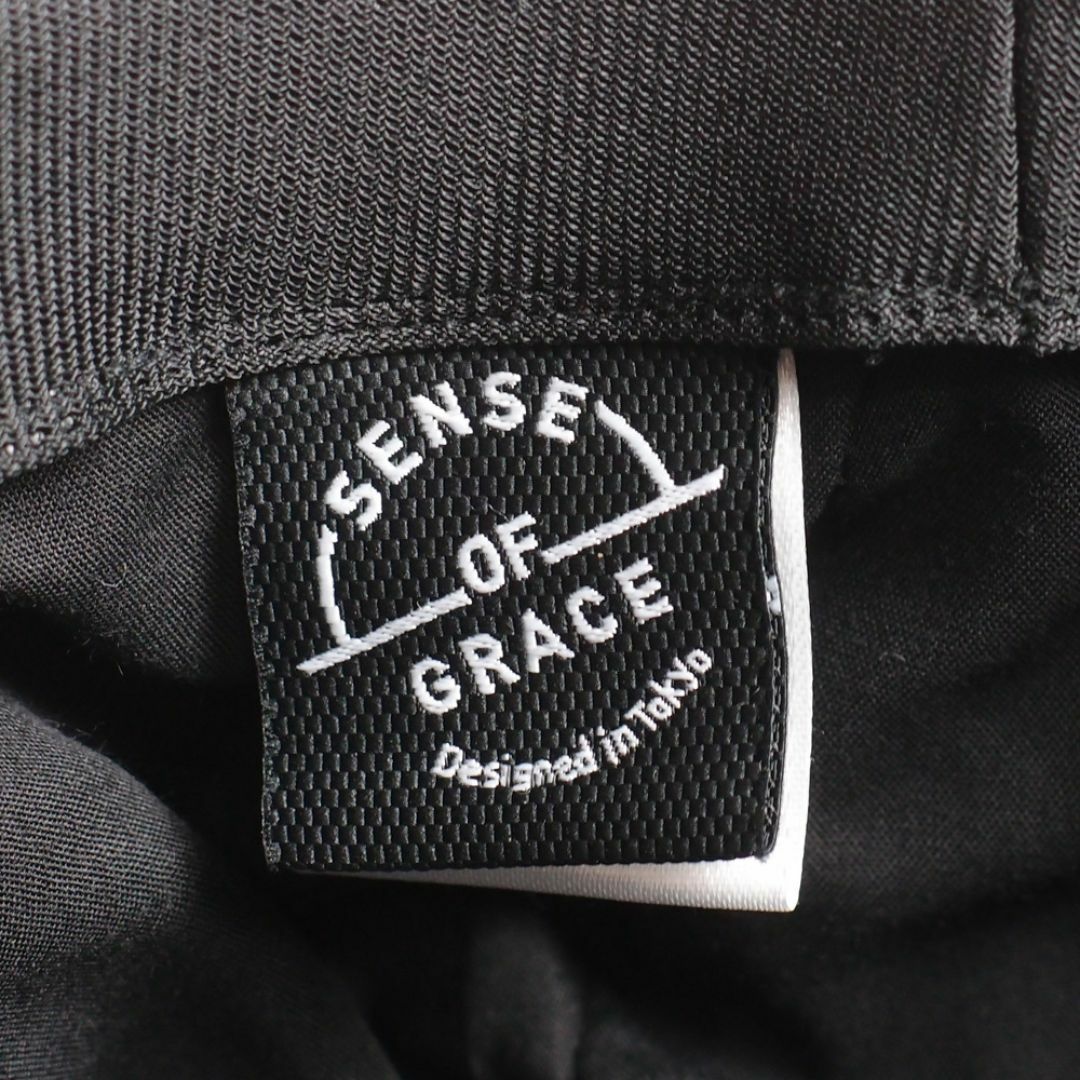 SENSE
OF
GRACE
Designed in Tokyo